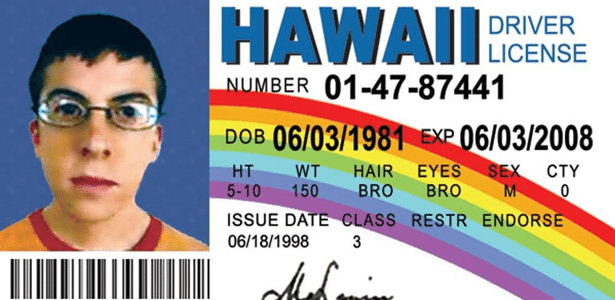 HAWAII DRIVER LICENSE
NUMBER 01-47-87441
DOB 06/03/1981 EXP 06/03/2008
HT WT HAIR EYES SEX CTY
5-10 150 BRO BRO M 0
ISSUE DATE CLASS RESTR ENDORSE
06/18/1998 3